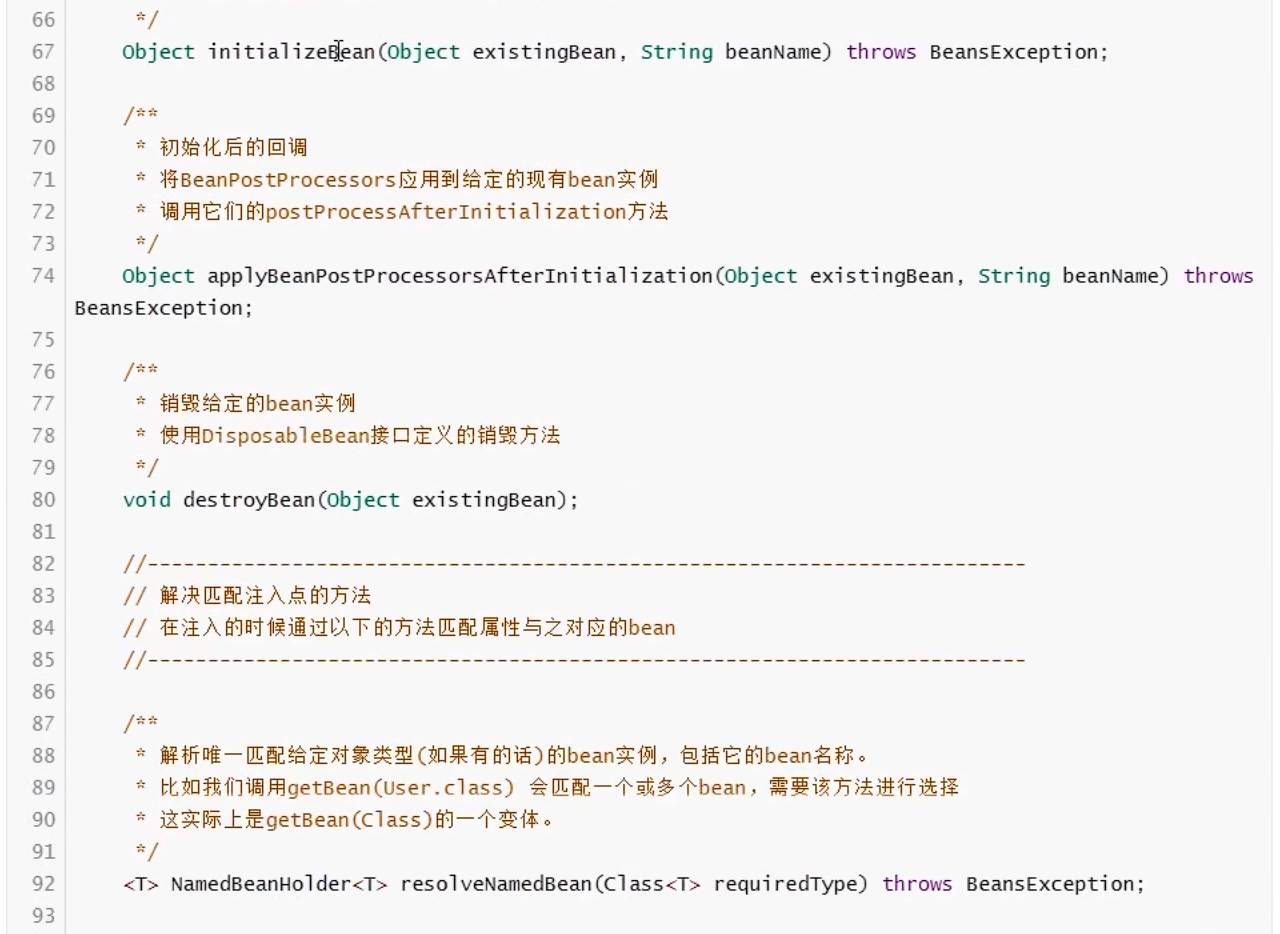 66 */
67 Object initializeBean(Object existingBean, String beanName) throws BeansException;
68
69 /**
70 * 初始化后的回调
71 * 将BeanPostProcessors应用到给定的现有bean实例
72 * 调用它们的postProcessAfterInitialization方法
73 */
74 Object applyBeanPostProcessorsAfterInitialization(Object existingBean, String beanName) throws
BeansException;
75
76 /**
77 * 销毁给定的bean实例
78 * 使用DisposableBean接口定义的销毁方法
79 */
80 void destroyBean(Object existingBean);
81
82 //-------------------------------------------------------------------------
83 // 解决匹配注入点的方法
84 // 在注入的时候通过以下的方法匹配属性与之对应的bean
85 //-------------------------------------------------------------------------
86
87 /**
88 * 解析唯一匹配给定对象类型(如果有的话)的bean实例，包括它的bean名称。
89 * 比如我们调用getBean(User.class) 会匹配一个或多个bean，需要该方法进行选择
90 * 这实际上是getBean(Class)的一个变体。
91 */
92 <T> NamedBeanHolder<T> resolveNamedBean(Class<T> requiredType) throws BeansException;
93